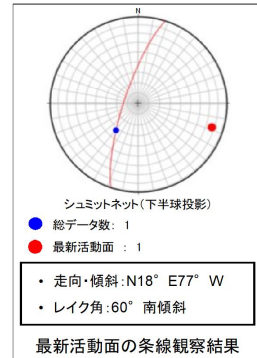 N
シュミットネット(下半球投影)
総データ数: 1
最新活動面 : 1
・ 走向・傾斜:N18° E77° W
・ レイク角:60° 南傾斜
最新活動面の条線観察結果